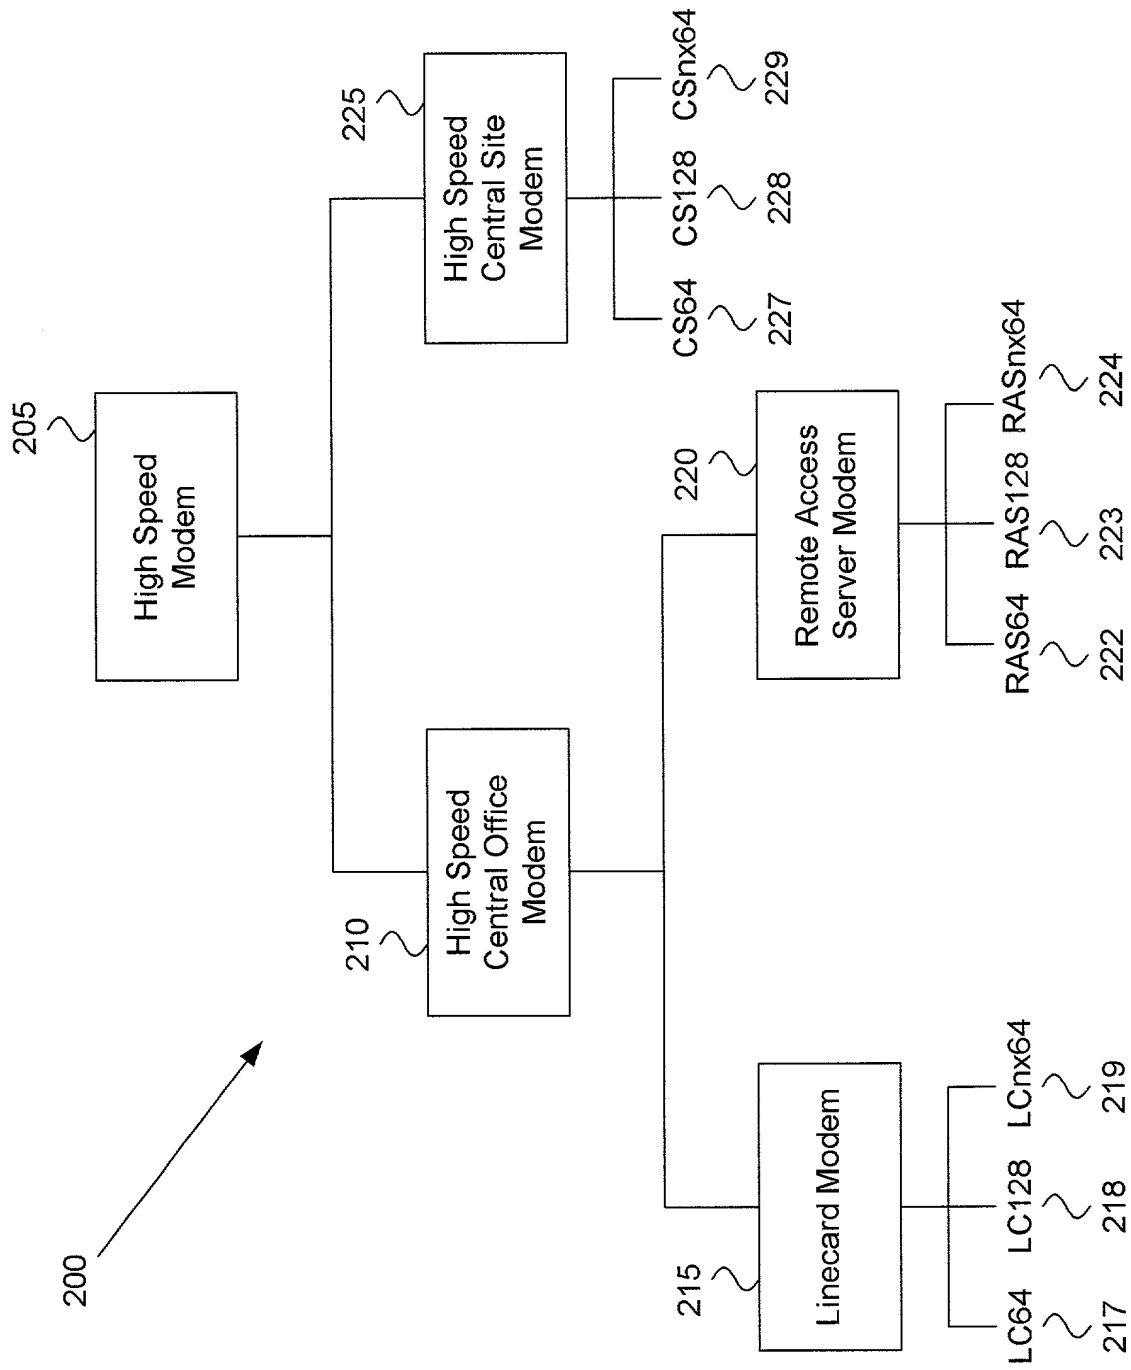 200
205
High Speed
Modem
210
High Speed
Central Office
Modem
225
High Speed
Central Site
Modem
CS64
CS128
CSnx64
227
228
229
215
Linecard Modem
220
Remote Access
Server Modem
LC64
LC128
LCnx64
217
218
219
RAS64
RAS128
RASnx64
222
223
224